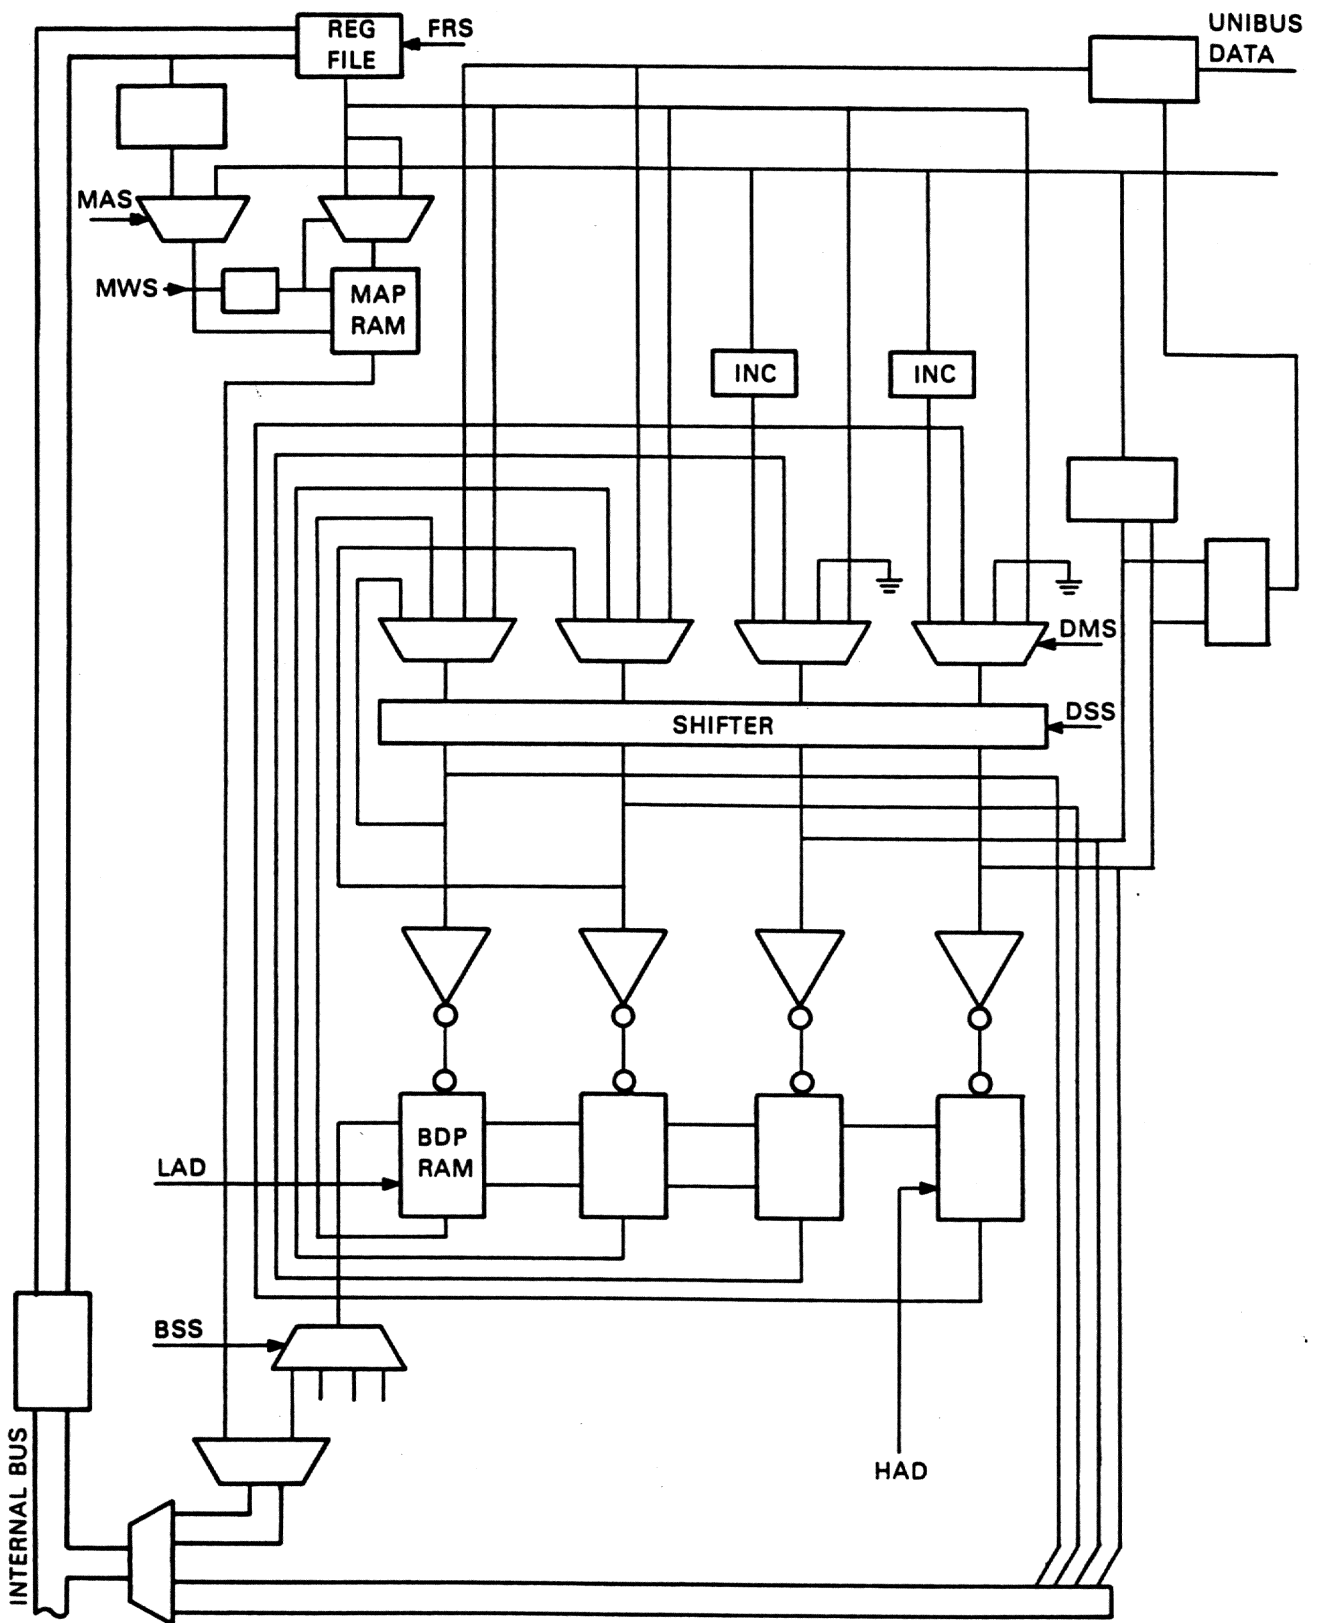 REG
FILE
FRS
UNIBUS
DATA
MAS
MWS
MAP
RAM
INC
INC
DMS
SHIFTER
DSS
BDP
RAM
LAD
BSS
HAD
INTERNAL BUS